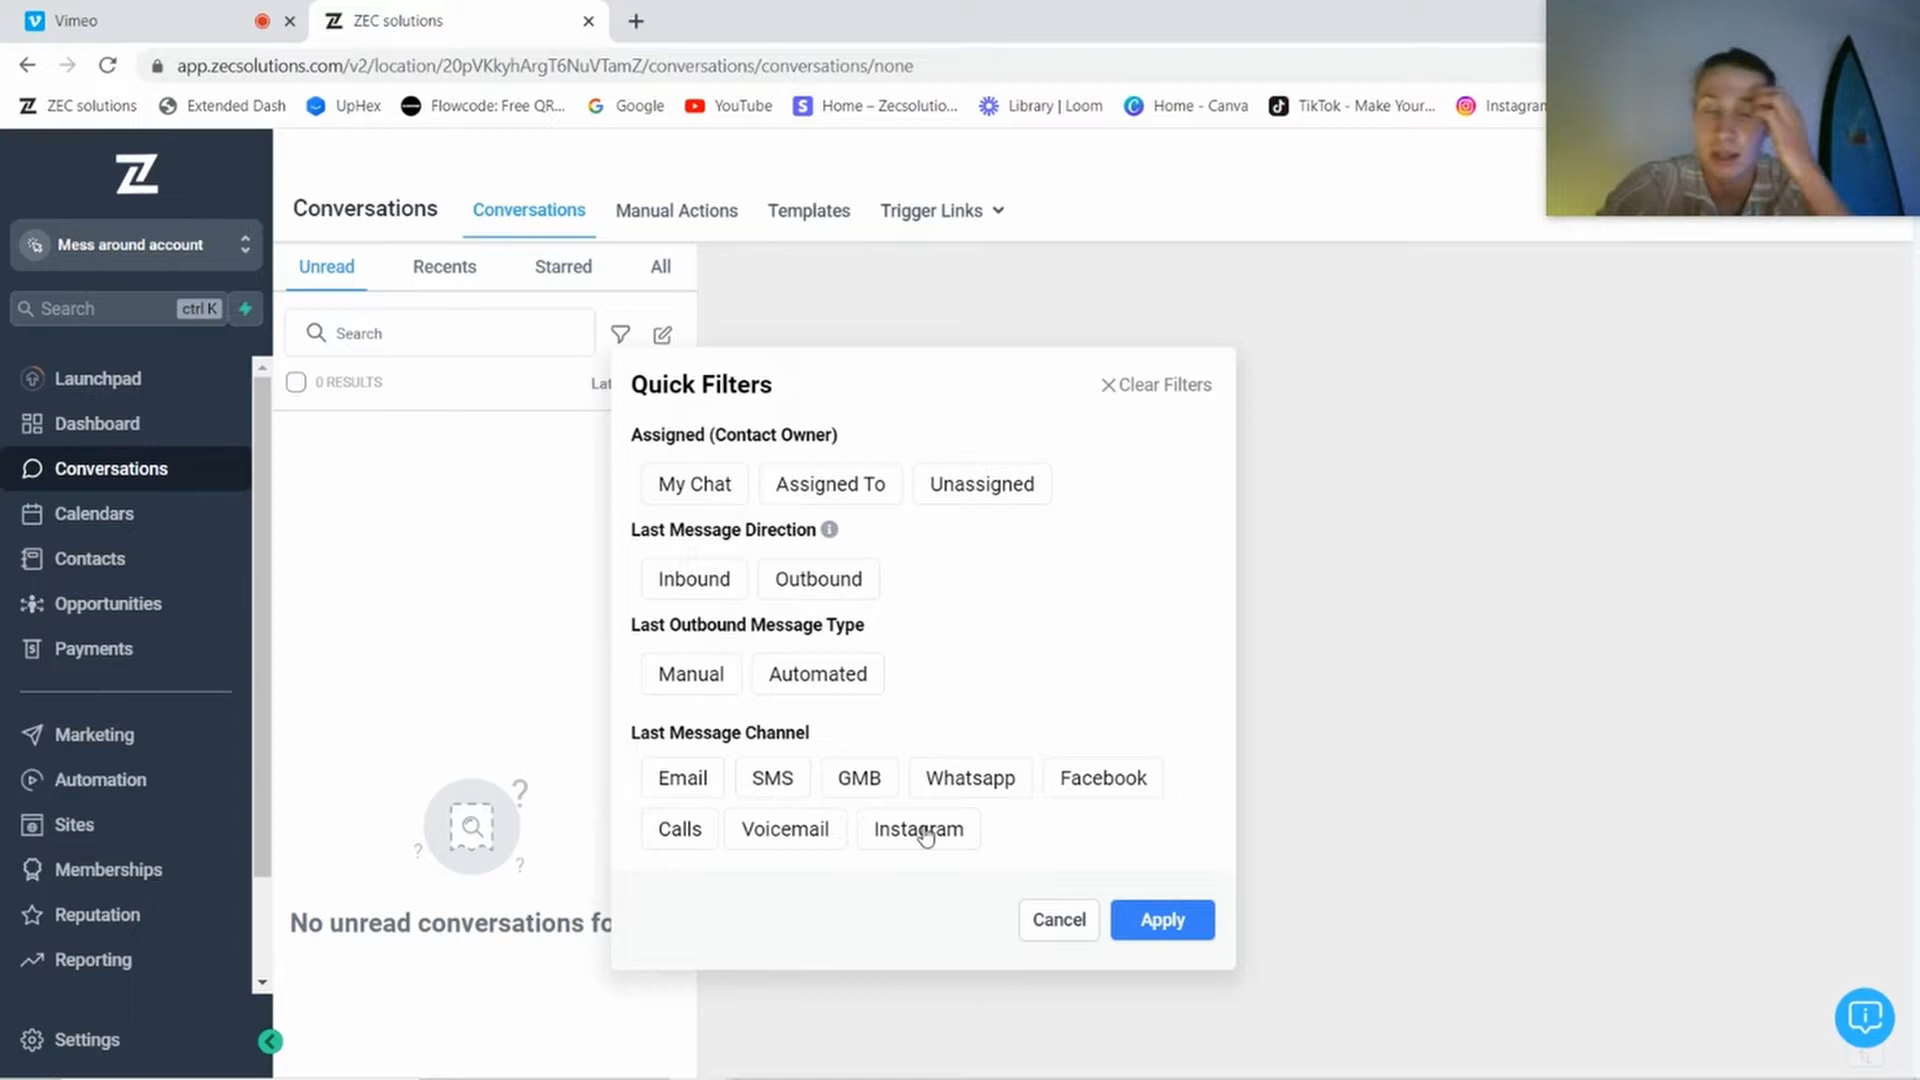 Vimeo
ZEC solutions
app.zecsolutions.com/v2/location/20pVKkyhArgT6NuVTamZ/conversations/conversations/none
ZEC solutions
Extended Dash
UpHex
Flowcode: Free QR...
Google
YouTube
Home – Zecsolutio...
Library | Loom
Home - Canva
TikTok - Make Your...
Instagram
Mess around account
Search
ctrl K
Launchpad
Dashboard
Conversations
Calendars
Contacts
Opportunities
Payments
Marketing
Automation
Sites
Memberships
Reputation
Reporting
Settings
Conversations
Conversations
Manual Actions
Templates
Trigger Links
Unread
Recents
Starred
All
Search
0 RESULTS
Lat
No unread conversations fo
Quick Filters
Clear Filters
Assigned (Contact Owner)
My Chat
Assigned To
Unassigned
Last Message Direction
Inbound
Outbound
Last Outbound Message Type
Manual
Automated
Last Message Channel
Email
SMS
GMB
Whatsapp
Facebook
Calls
Voicemail
Instagram
Cancel
Apply